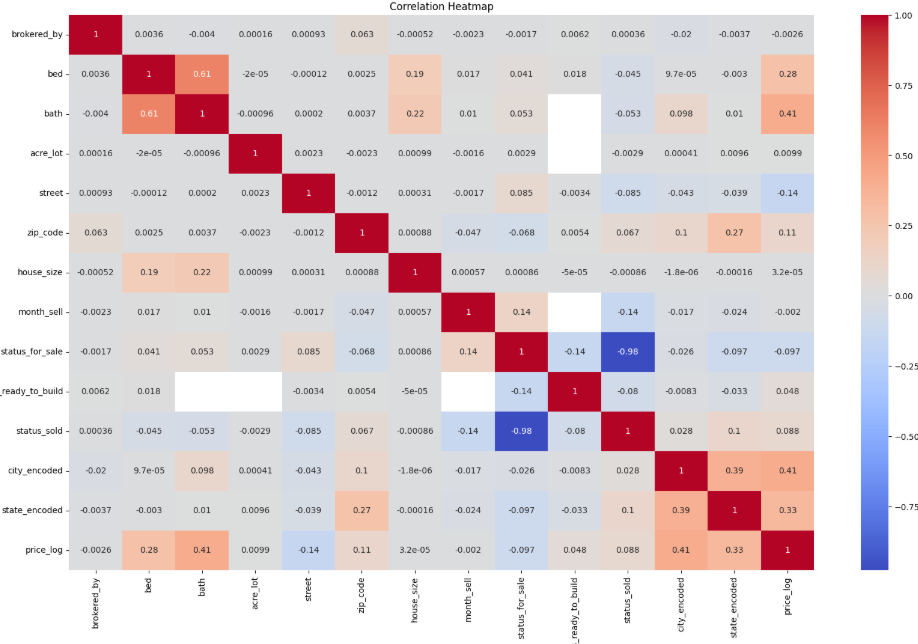 Correlation Heatmap
brokered_by 1 0.0036 -0.004 0.00016 0.00093 0.063 -0.00052 -0.0023 -0.0017 0.0062 0.00036 -0.02 -0.0037 -0.0026
bed 0.0036 1 0.61 -2e-05 -0.00012 0.0025 0.19 0.017 0.041 0.018 -0.045 9.7e-05 -0.003 0.28
bath -0.004 0.61 1 -0.00096 0.0002 0.0037 0.22 0.01 0.053 -0.053 0.098 0.01 0.41
acre_lot 0.00016 -2e-05 -0.00096 1 0.0023 -0.0023 0.00099 -0.0016 0.0029 -0.0029 0.00041 0.0096 0.0099
street 0.00093 -0.00012 0.0002 0.0023 1 -0.0012 0.00031 -0.0017 0.085 -0.0034 -0.085 -0.043 -0.039 -0.14
zip_code 0.063 0.0025 0.0037 -0.0023 -0.0012 1 0.00088 -0.047 -0.068 0.0054 0.067 0.1 0.27 0.11
house_size -0.00052 0.19 0.22 0.00099 0.00031 0.00088 1 0.00057 0.00086 -5e-05 -0.00086 -1.8e-06 -0.00016 3.2e-05
month_sell -0.0023 0.017 0.01 -0.0016 -0.0017 -0.047 0.00057 1 0.14 -0.14 -0.017 -0.024 -0.002
status_for_sale -0.0017 0.041 0.053 0.0029 0.085 -0.068 0.00086 0.14 1 -0.14 -0.98 -0.026 -0.097 -0.097
_ready_to_build 0.0062 0.018 -0.0034 0.0054 -5e-05 -0.14 1 -0.08 -0.0083 -0.033 0.048
status_sold 0.00036 -0.045 -0.053 -0.0029 -0.085 0.067 -0.00086 -0.14 -0.98 -0.08 1 0.028 0.1 0.088
city_encoded -0.02 9.7e-05 0.098 0.00041 -0.043 0.1 -1.8e-06 -0.017 -0.026 -0.0083 0.028 1 0.39 0.41
state_encoded -0.0037 -0.003 0.01 0.0096 -0.039 0.27 -0.00016 -0.024 -0.097 -0.033 0.1 0.39 1 0.33
price_log -0.0026 0.28 0.41 0.0099 -0.14 0.11 3.2e-05 -0.002 -0.097 0.048 0.088 0.41 0.33 1
brokered_by
bed
bath
acre_lot
street
zip_code
house_size
month_sell
status_for_sale
_ready_to_build
status_sold
city_encoded
state_encoded
price_log
1.00
0.75
0.50
0.25
0.00
−0.25
−0.50
−0.75